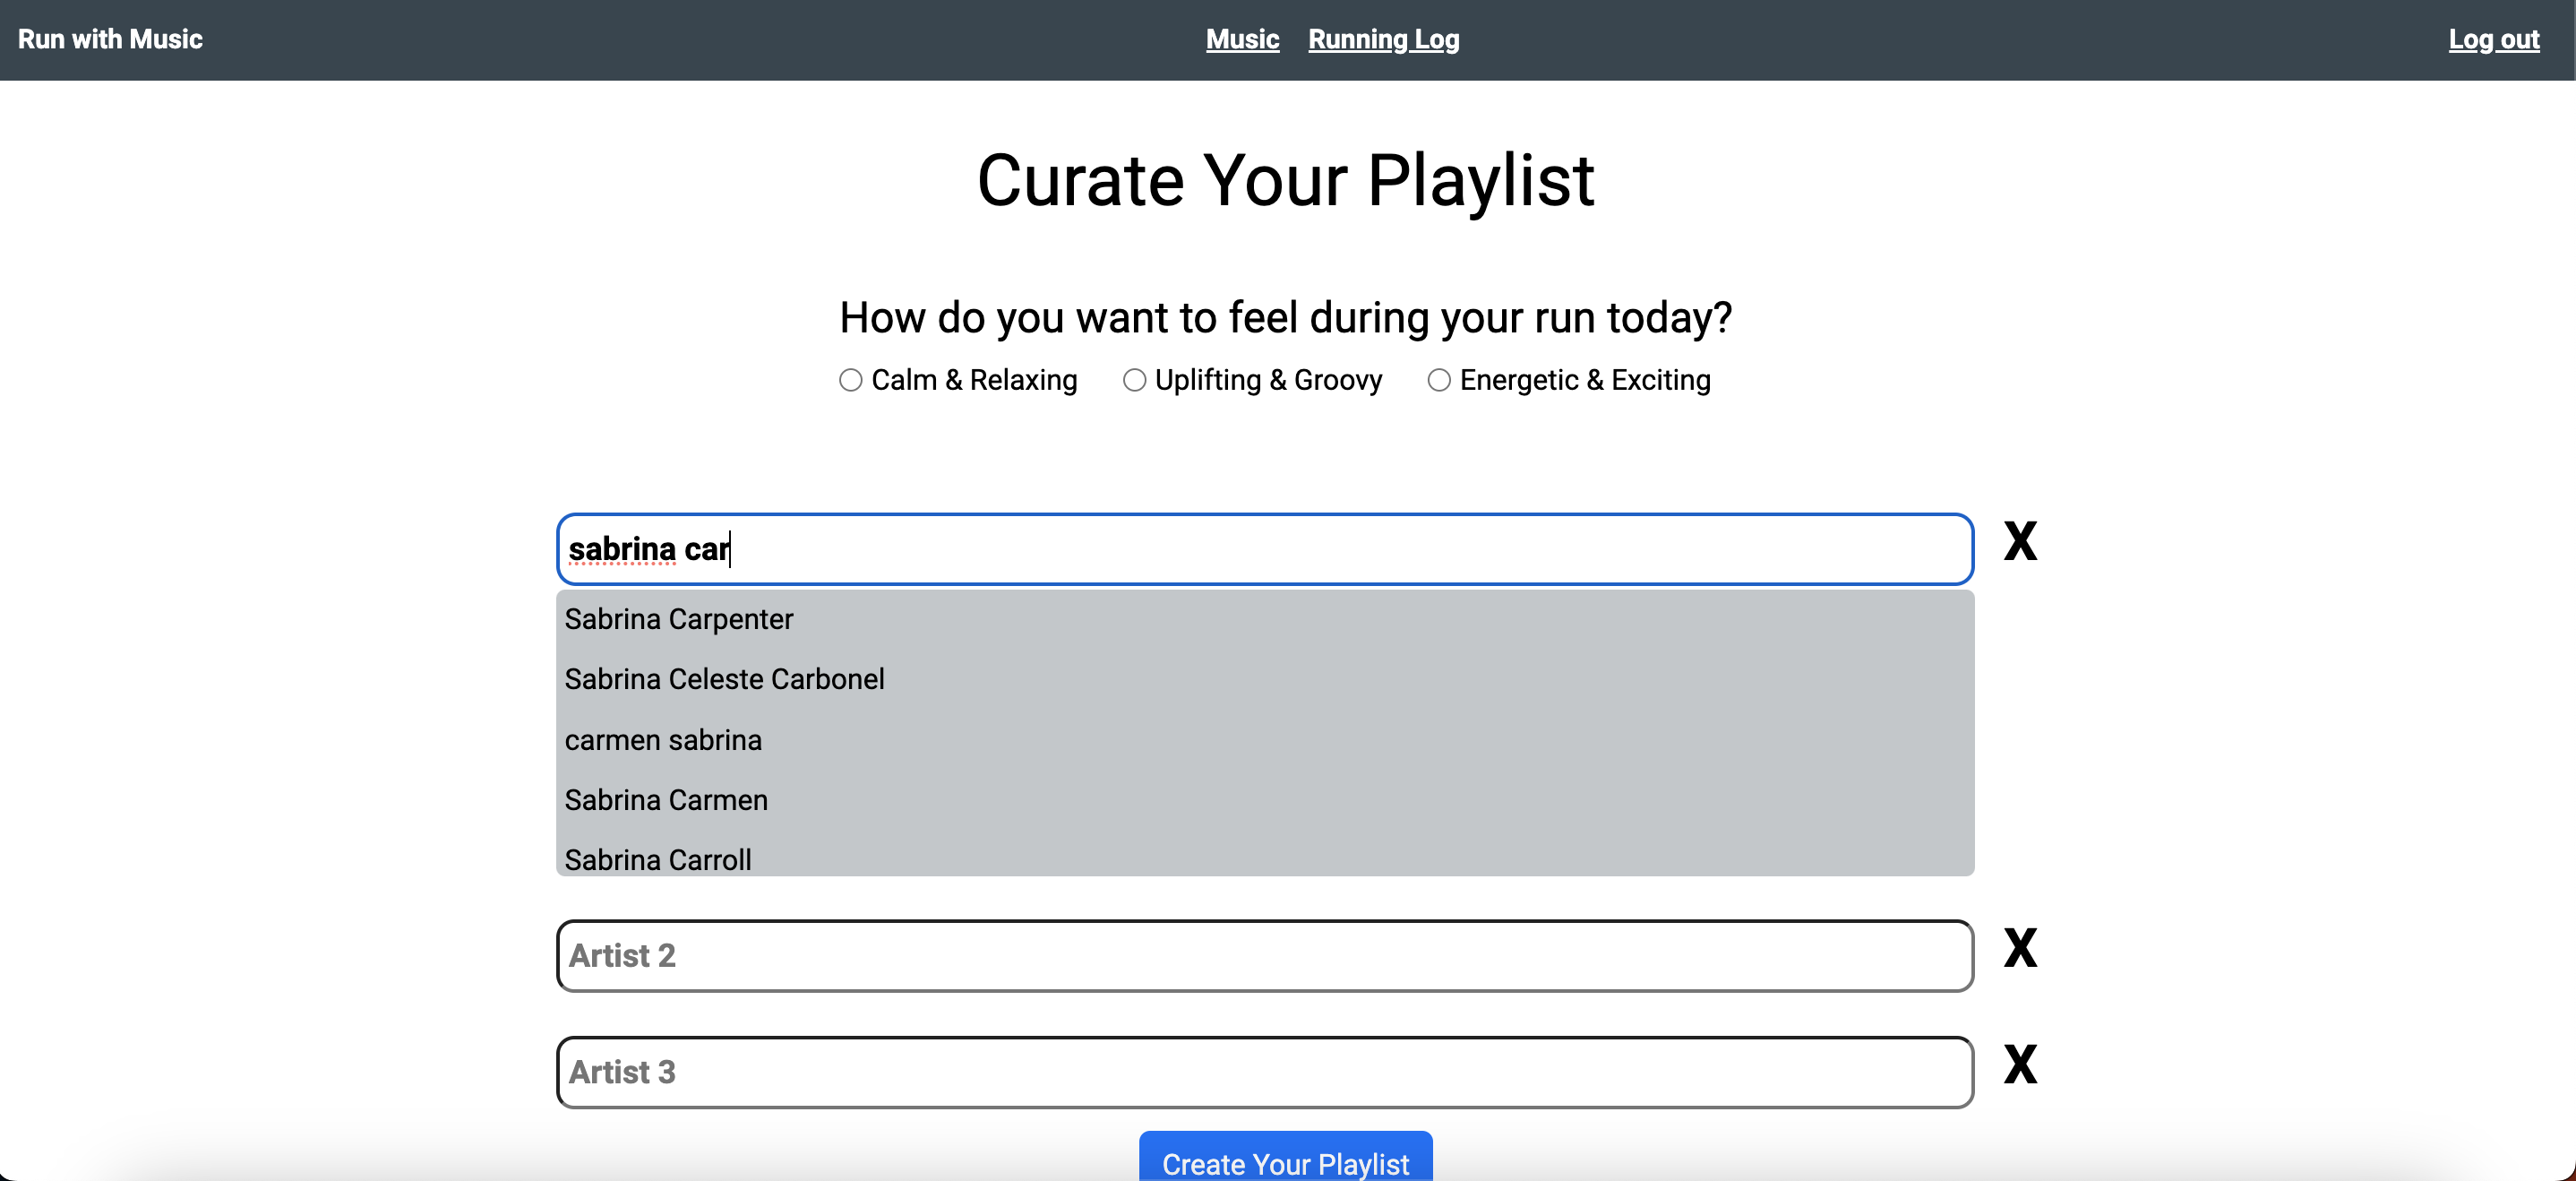 Run with Music Music Running Log Log out
Curate Your Playlist
How do you want to feel during your run today?
Calm & Relaxing Uplifting & Groovy Energetic & Exciting
sabrina car X
Sabrina Carpenter
Sabrina Celeste Carbonel
carmen sabrina
Sabrina Carmen
Sabrina Carroll
Artist 2 X
Artist 3 X
Create Your Playlist